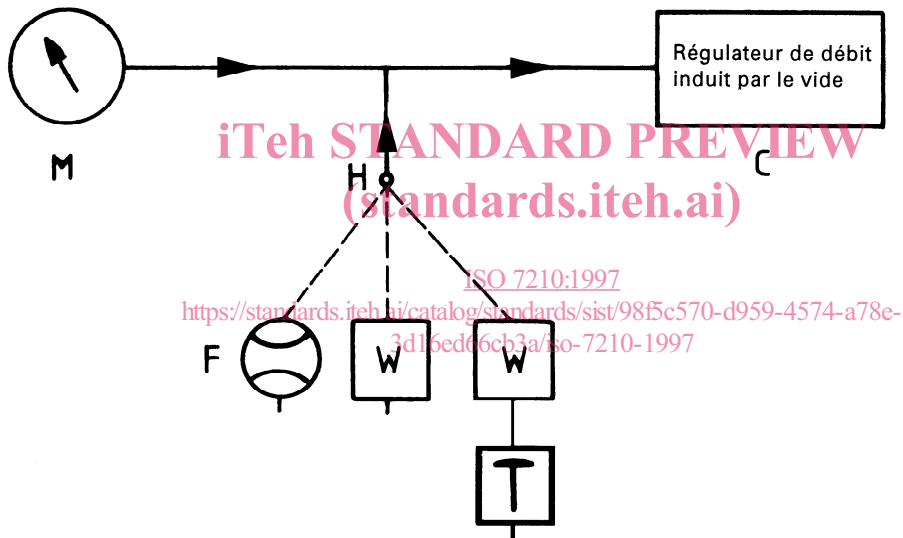 Régulateur de débit
induit par le vide
M
C
iTeh STANDARD PREVIEW
H
(standards.iteh.ai)
ISO 7210:1997
https://standards.iteh.ai/catalog/standards/sist/98f5c570-d959-4574-a78e-
3d16ed66cb3a/iso-7210-1997
F
W
W
T